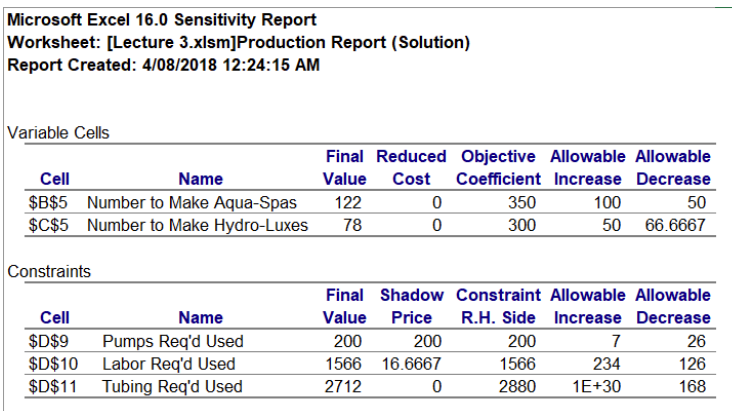 Microsoft Excel 16.0 Sensitivity Report
Worksheet: [Lecture 3.xlsm]Production Report (Solution)
Report Created: 4/08/2018 12:24:15 AM
Variable Cells
Final Reduced Objective Allowable Allowable
Cell Name Value Cost Coefficient Increase Decrease
$B$5 Number to Make Aqua-Spas 122 0 350 100 50
$C$5 Number to Make Hydro-Luxes 78 0 300 50 66.6667
Constraints
Final Shadow Constraint Allowable Allowable
Cell Name Value Price R.H. Side Increase Decrease
$D$9 Pumps Req'd Used 200 200 200 7 26
$D$10 Labor Req'd Used 1566 16.6667 1566 234 126
$D$11 Tubing Req'd Used 2712 0 2880 1E+30 168